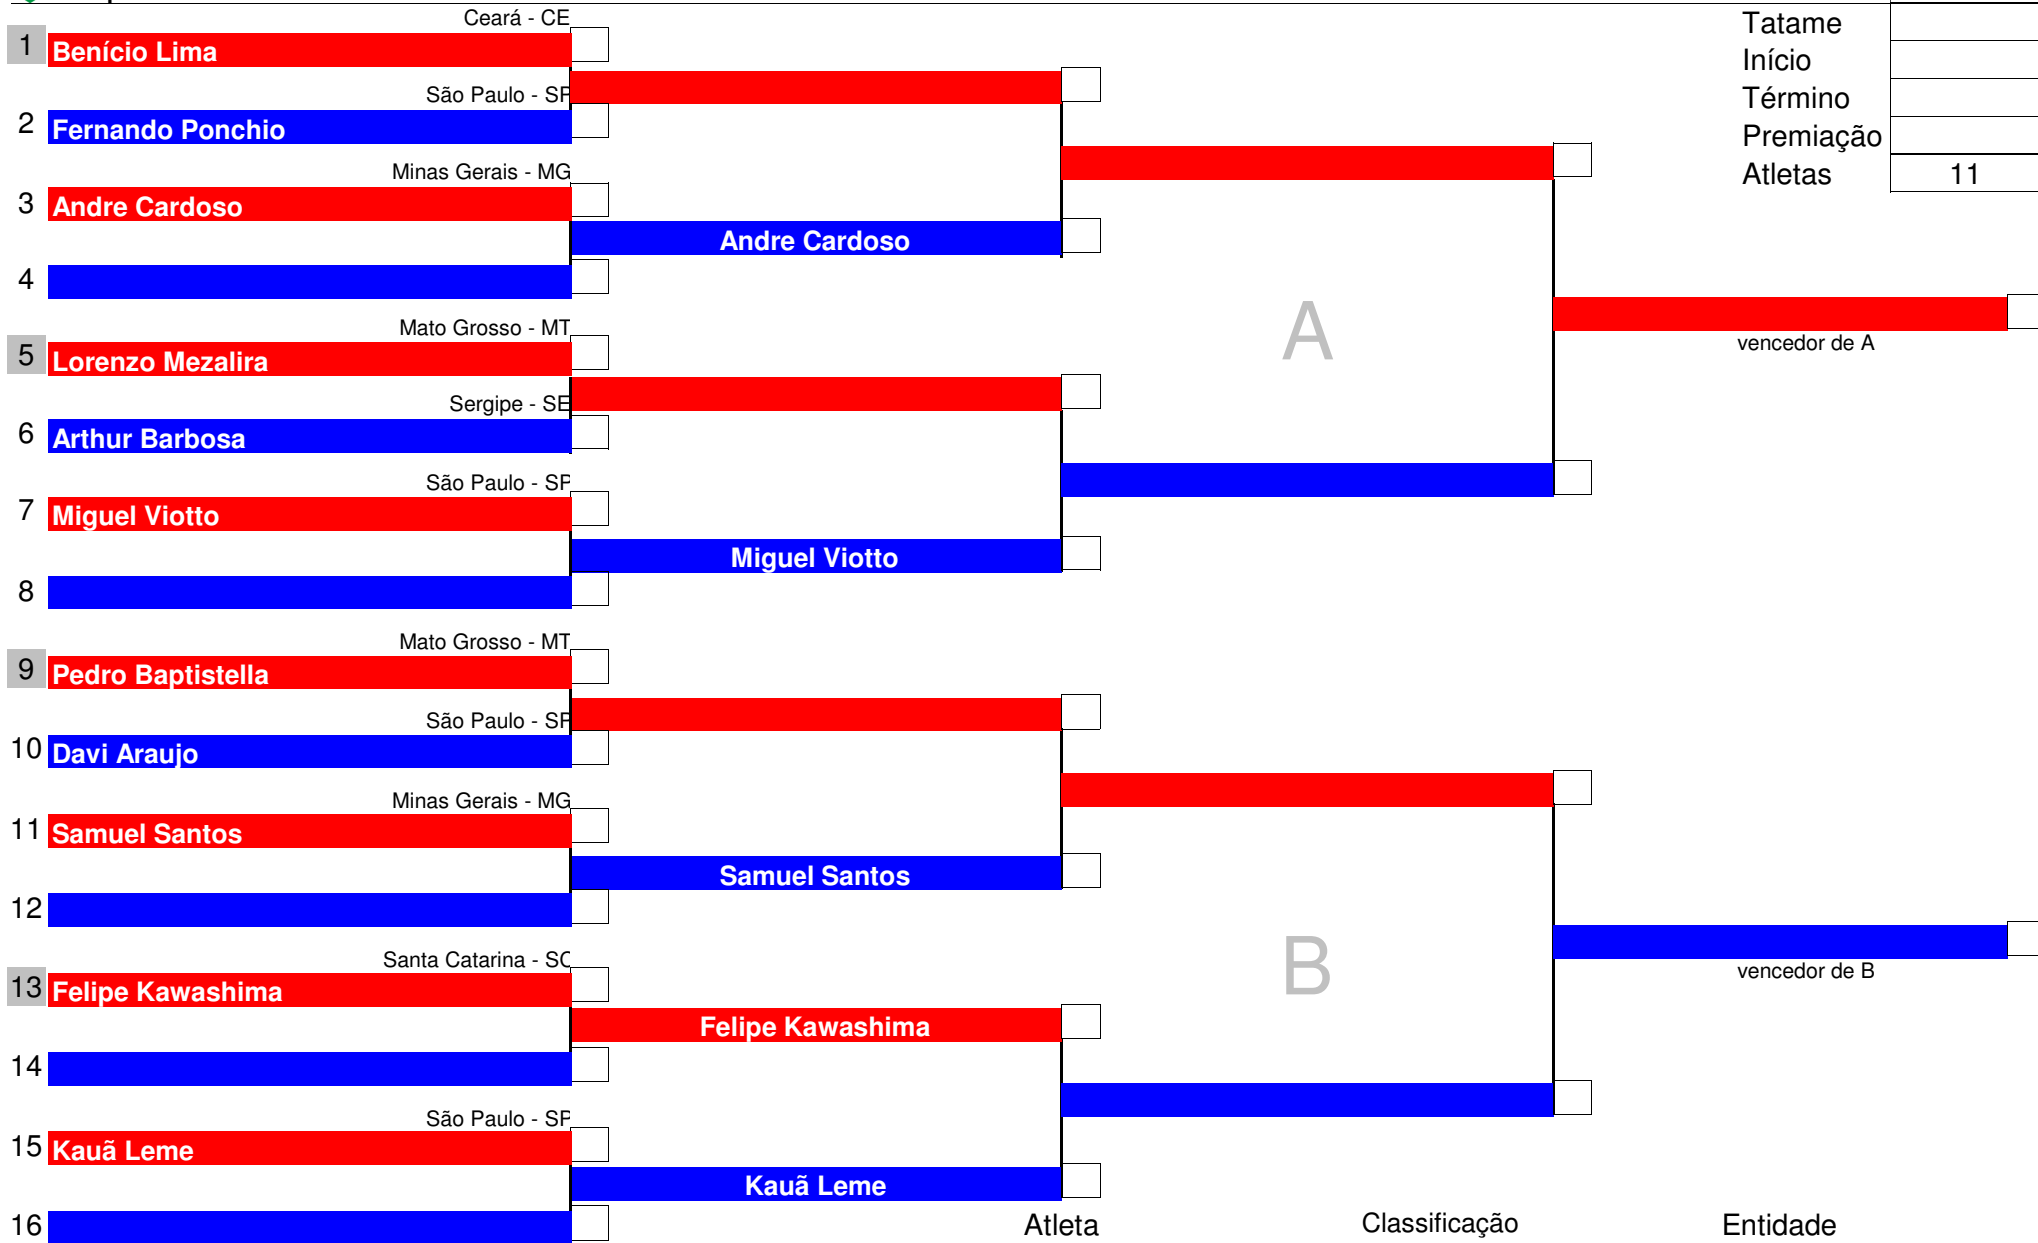 Ceará - CE
1 Benício Lima
São Paulo - SP
2 Fernando Ponchio
Minas Gerais - MG
3 Andre Cardoso
Andre Cardoso
4
Mato Grosso - MT
5 Lorenzo Mezalira
Sergipe - SE
6 Arthur Barbosa
São Paulo - SP
7 Miguel Viotto
Miguel Viotto
8
Mato Grosso - MT
9 Pedro Baptistella
São Paulo - SP
10 Davi Araujo
Minas Gerais - MG
11 Samuel Santos
Samuel Santos
12
Santa Catarina - SC
13 Felipe Kawashima
Felipe Kawashima
14
São Paulo - SP
15 Kauã Leme
Kauã Leme
16
A
B
Tatame
Início
Término
Premiação
Atletas 11
vencedor de A
vencedor de B
Atleta Classificação Entidade